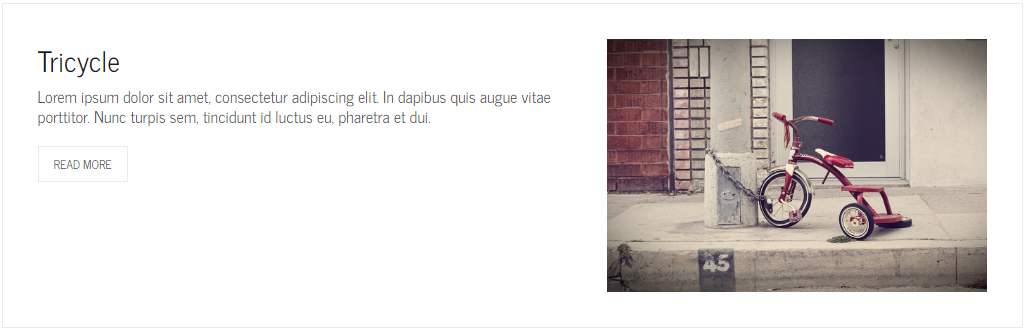 Tricycle
Lorem ipsum dolor sit amet, consectetur adipiscing elit. In dapibus quis augue vitae
porttitor. Nunc turpis sem, tincidunt id luctus eu, pharetra et dui.
READ MORE
45